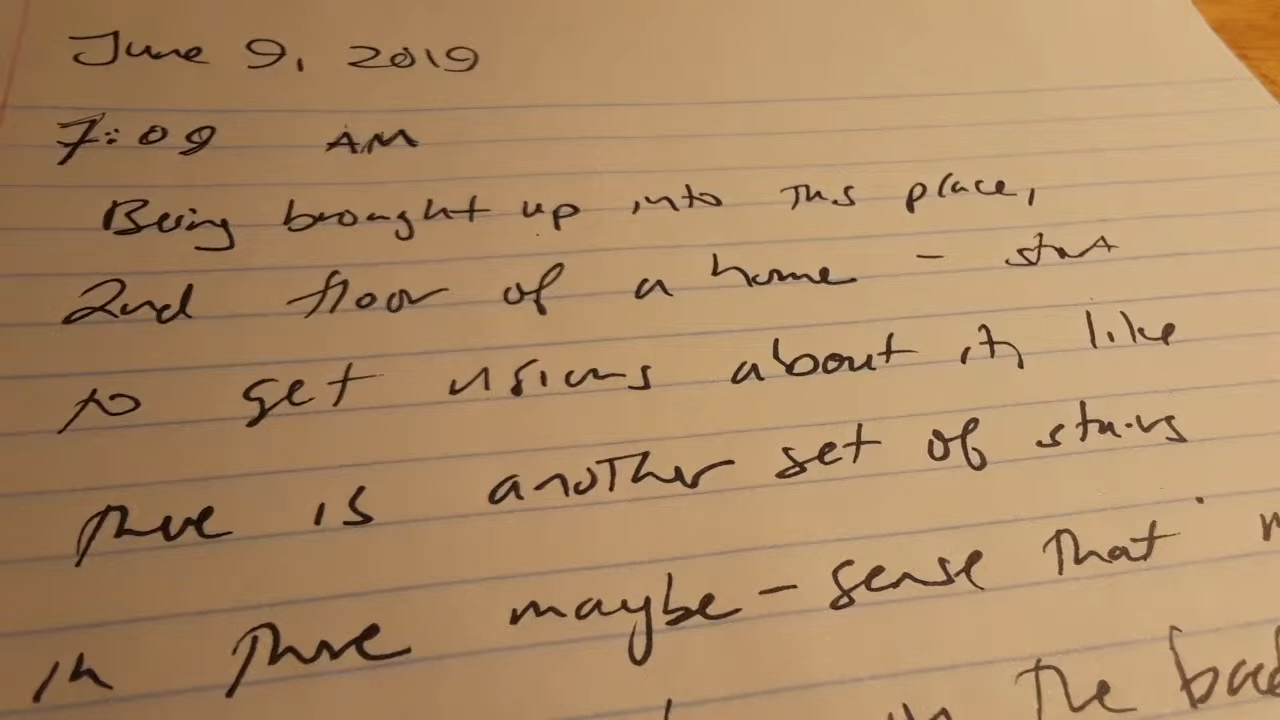 June 9, 2019
7:09 AM
Being brought up into this place,
2nd floor of a home - start
to get visions about it, like
there is another set of stairs
in there maybe - sense that
the